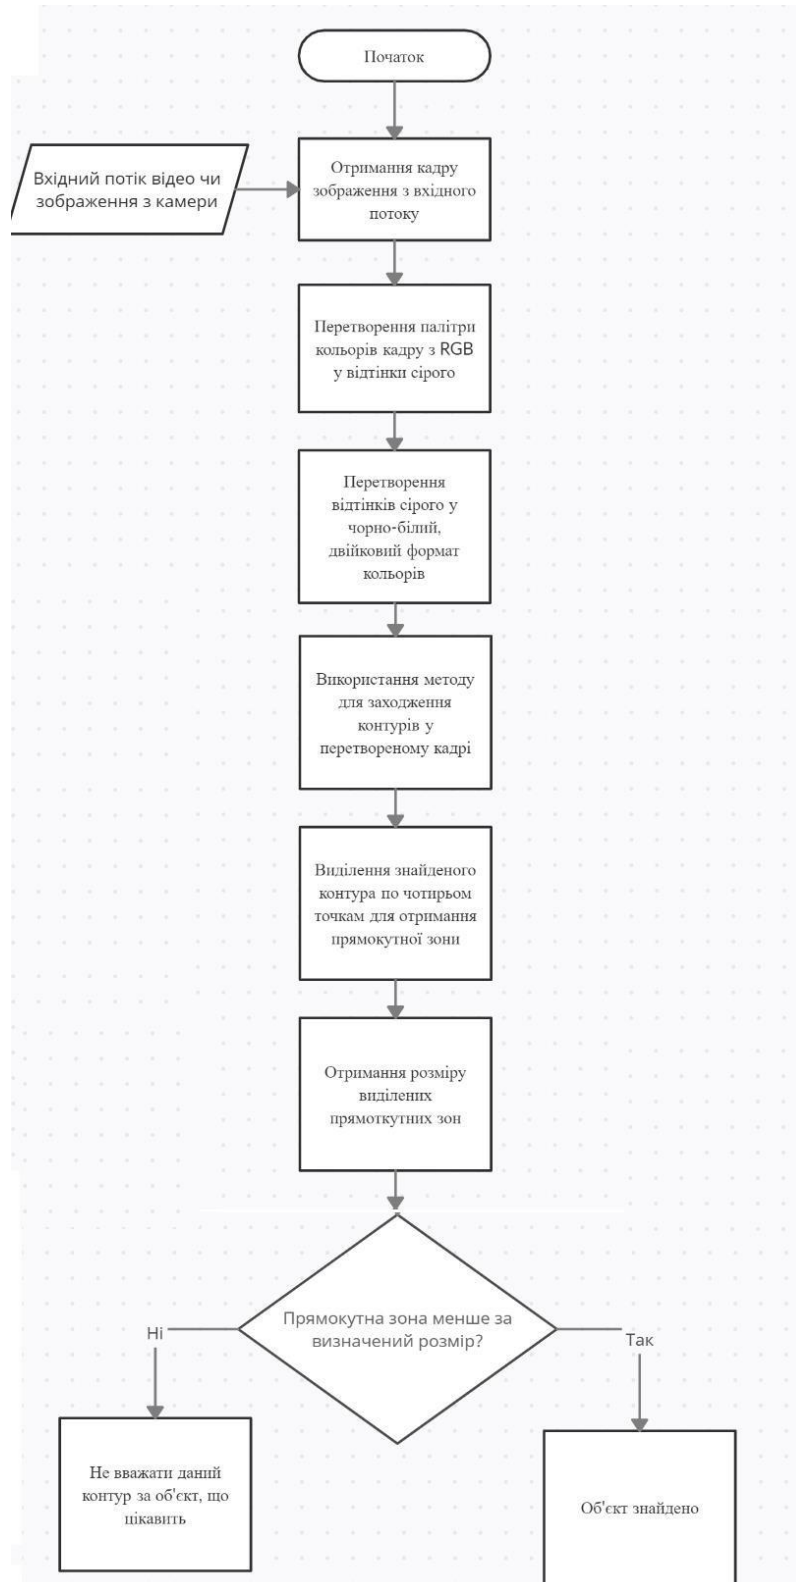 Початок
Вхідний потік відео чи
зображення з камери
Отримання кадру
зображення з вхідного
потоку
Перетворення палітри
кольорів кадру з RGB
у відтінки сірого
Перетворення
відтінків сірого у
чорно-білий,
двійковий формат
кольорів
Використання методу
для заходження
контурів у
перетвореному кадрі
Виділення знайденого
контура по чотирьом
точкам для отримання
прямокутної зони
Отримання розміру
виділених
прямоткутних зон
Прямокутна зона менше за
визначений розмір?
Ні
Так
Не вважати даний
контур за об'єкт, що
цікавить
Об'єкт знайдено